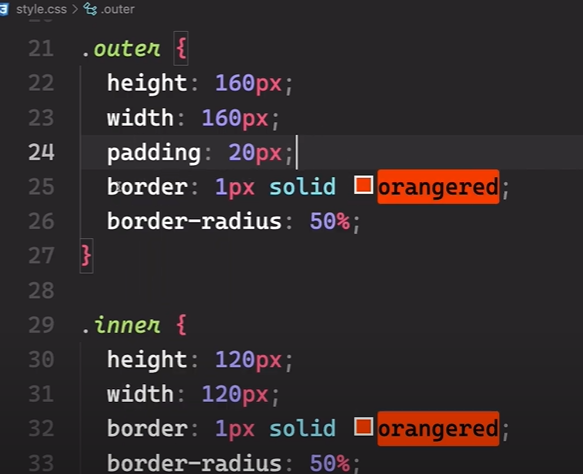 style.css > .outer
21 .outer {
22 height: 160px;
23 width: 160px;
24 padding: 20px;
25 border: 1px solid orangered;
26 border-radius: 50%;
27 }
28
29 .inner {
30 height: 120px;
31 width: 120px;
32 border: 1px solid orangered;
33 border-radius: 50%;